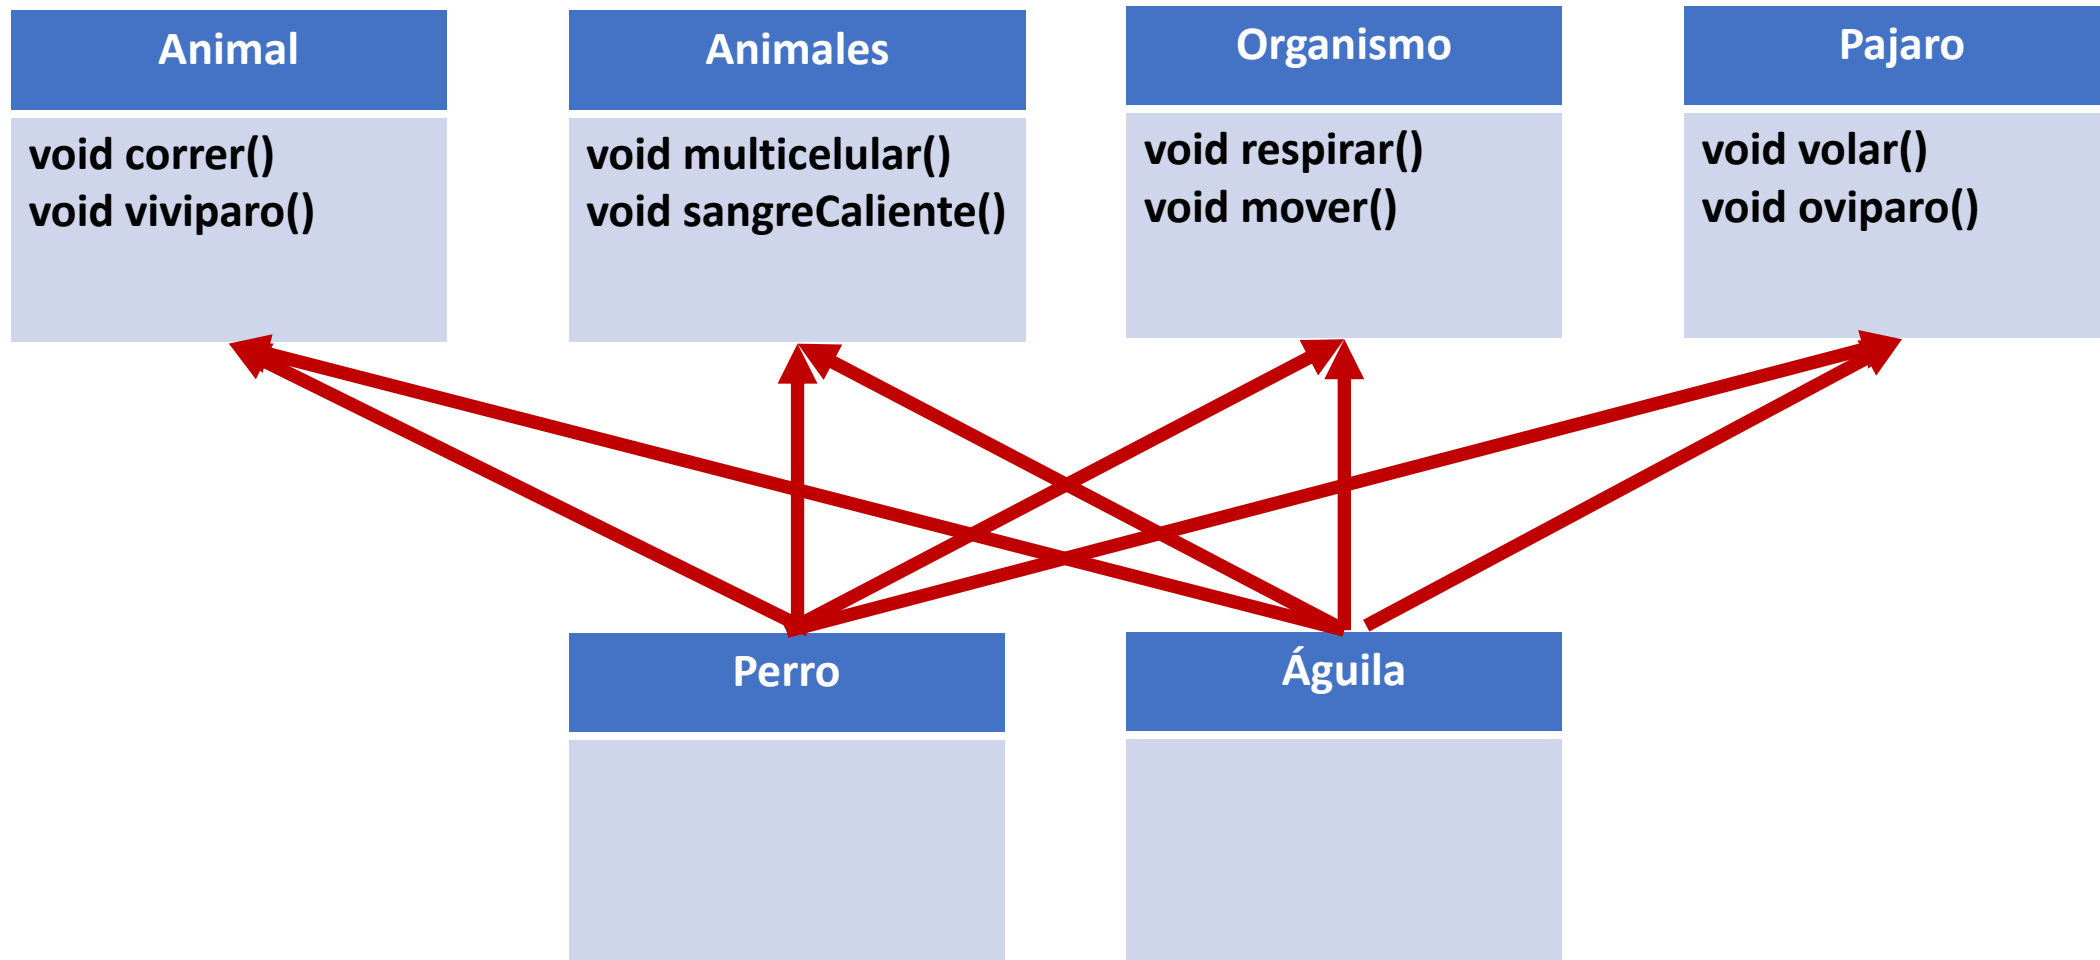 Animal
void correr()
void viviparo()
Animales
void multicelular()
void sangreCaliente()
Organismo
void respirar()
void mover()
Pajaro
void volar()
void oviparo()
Perro
Águila